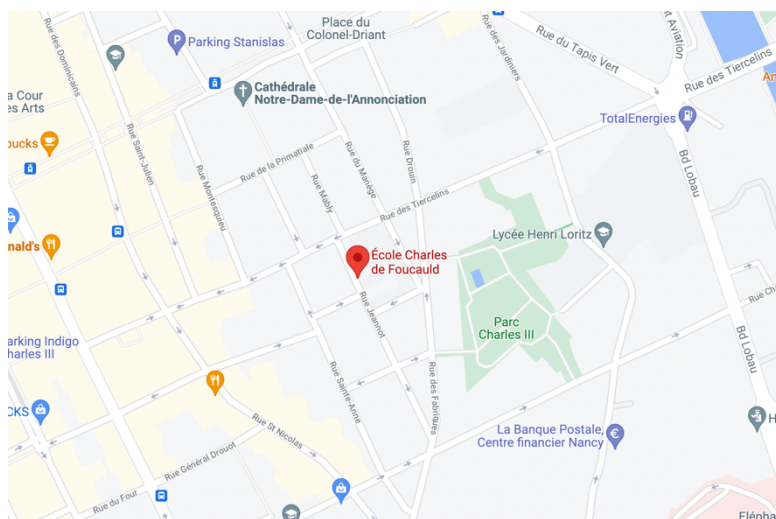 Place du
Colonel-Driant
Parking Stanislas
Rue des Dominicains
Rue des Jardiniers
Rue du Tapis Vert
Aviation
Rue des Tiercelins
Cathédrale
Notre-Dame-de-l'Annonciation
a Cour
es Arts
TotalEnergies
ucks
Rue Saint-Julien
Rue de la Primatiale
Rue du Manège
Rue Drouin
Bd Lobau
Rue Montesquieu
Rue Mably
Rue des Tiercelins
nald's
Lycée Henri Loritz
École Charles
de Foucauld
Rue Jeannot
Parc
Charles III
arking Indigo
harles III
Bd Lobau
Rue Sainte-Anne
Rue des Fabriques
CKS
Rue St Nicolas
La Banque Postale,
Centre financier Nancy
Rue Général Drouot
Rue du Four
H
Elépha